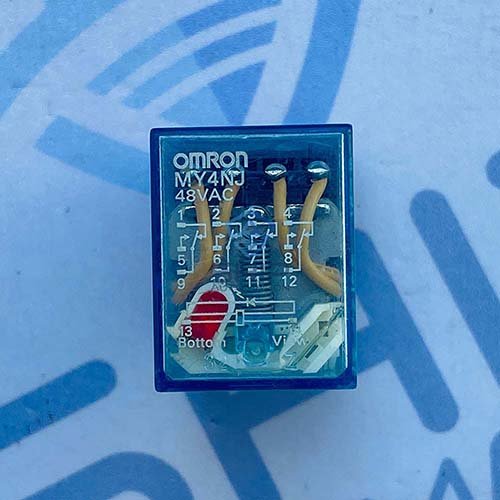 OMRON
MY4NJ
48VAC
1 2 3 4
5 6 7 8
9 10 11 12
13
Bottom View